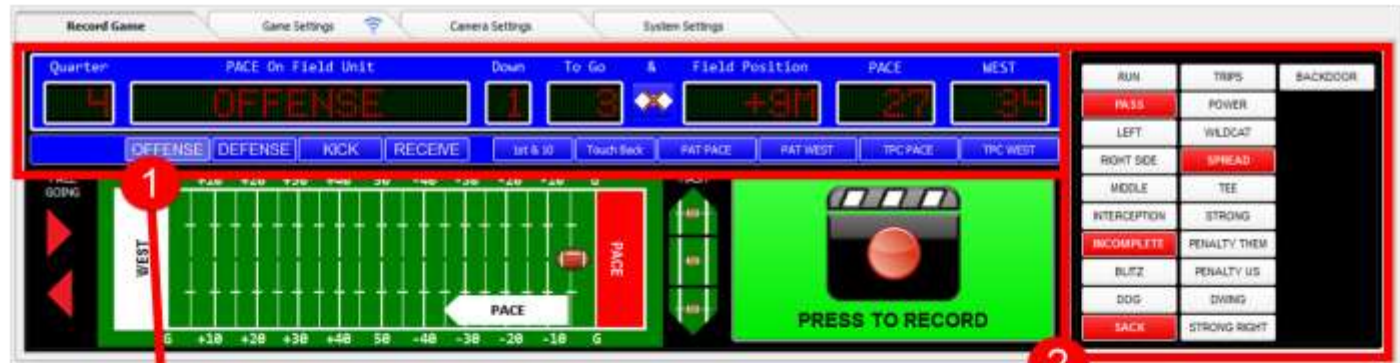 Record Game Game Settings Camera Settings System Settings
Quarter PACE On Field Unit Down To Go & Field Position PACE WEST
4 OFFENSE 1 3 +9M 27 34
OFFENSE DEFENSE KICK RECEIVE 1st & 10 Touch Back PAT PACE PAT WEST TPC PACE TPC WEST
1
GOING
+10 +20 +30 +40 50 -40 -30 -20 -10 G
WEST
PACE
PACE
G +10 +20 +30 +40 50 -40 -30 -20 -10 G
PRESS TO RECORD
RUN TRIPS BACKDOOR
PASS POWER
LEFT WILDCAT
RIGHT SIDE SPREAD
MIDDLE TEE
INTERCEPTION STRONG
INCOMPLETE PENALTY THEM
BLITZ PENALTY US
DOG DWING
SACK STRONG RIGHT
2